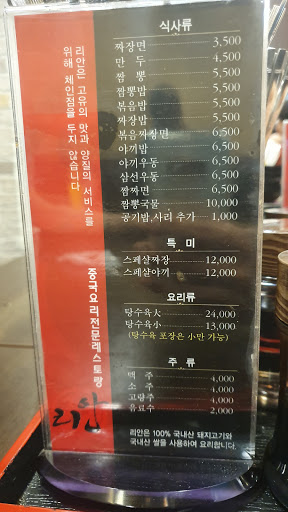 리안은 고유의 맛과 양질의 서비스를
위해 체인점을 두지 않습니다
중국요리전문레스토랑
리안
식사류
짜장면 3,500
만 두 4,500
짬 뽕 5,500
짬뽕밥 5,500
볶음밥 5,500
짜장밥 5,500
볶음짜장면 6,500
야끼밥 6,500
야끼우동 6,500
삼선우동 6,500
짬짜면 6,500
짬뽕국물 10,000
공기밥,사리 추가 1,000
특 미
스페샬짜장 12,000
스페샬야끼 12,000
요리류
탕수육大 24,000
탕수육小 13,000
(탕수육 포장은 小만 가능)
주 류
맥 주 4,000
소 주 4,000
고량주 4,000
음료수 2,000
리안은 100% 국내산 돼지고기와
국내산 쌀을 사용하여 요리합니다.